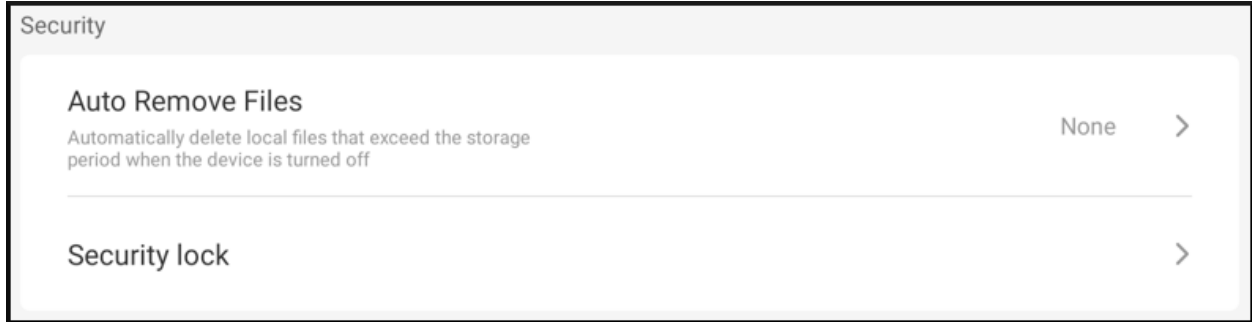 Security
Auto Remove Files
Automatically delete local files that exceed the storage
period when the device is turned off
None
Security lock